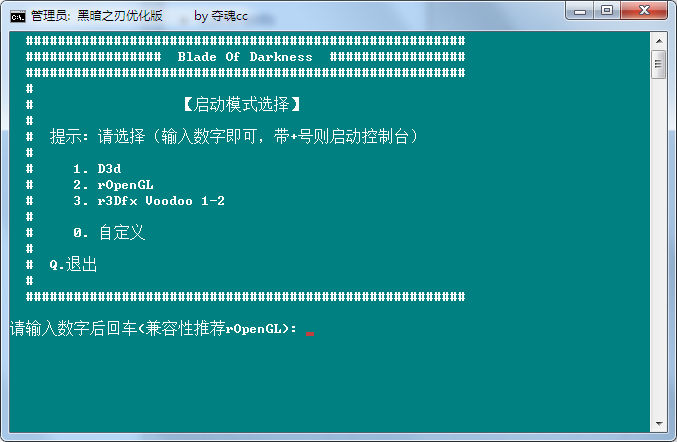 管理员: 黑暗之刃优化版 by 夺魂cc
#######################################################
################# Blade Of Darkness #################
#######################################################
#
# 【启动模式选择】
#
# 提示: 请选择（输入数字即可，带+号则启动控制台）
#
# 1. D3d
# 2. rOpenGL
# 3. r3Dfx Voodoo 1-2
#
# 0. 自定义
#
# Q.退出
#
#######################################################
请输入数字后回车(兼容性推荐rOpenGL):